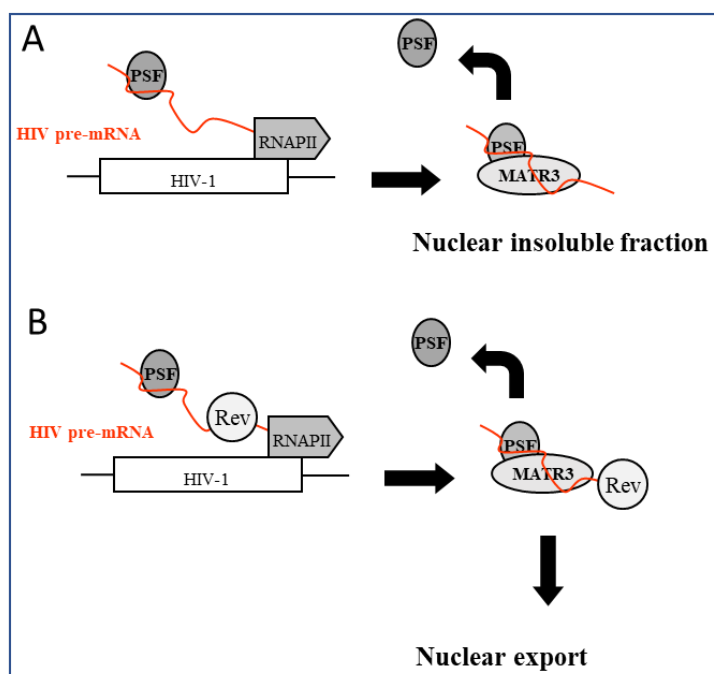 A
PSF
PSF
HIV pre-mRNA
RNAPII
PSF
MATR3
HIV-1
Nuclear insoluble fraction
B
PSF
PSF
Rev
HIV pre-mRNA
RNAPII
PSF
MATR3
Rev
HIV-1
Nuclear export